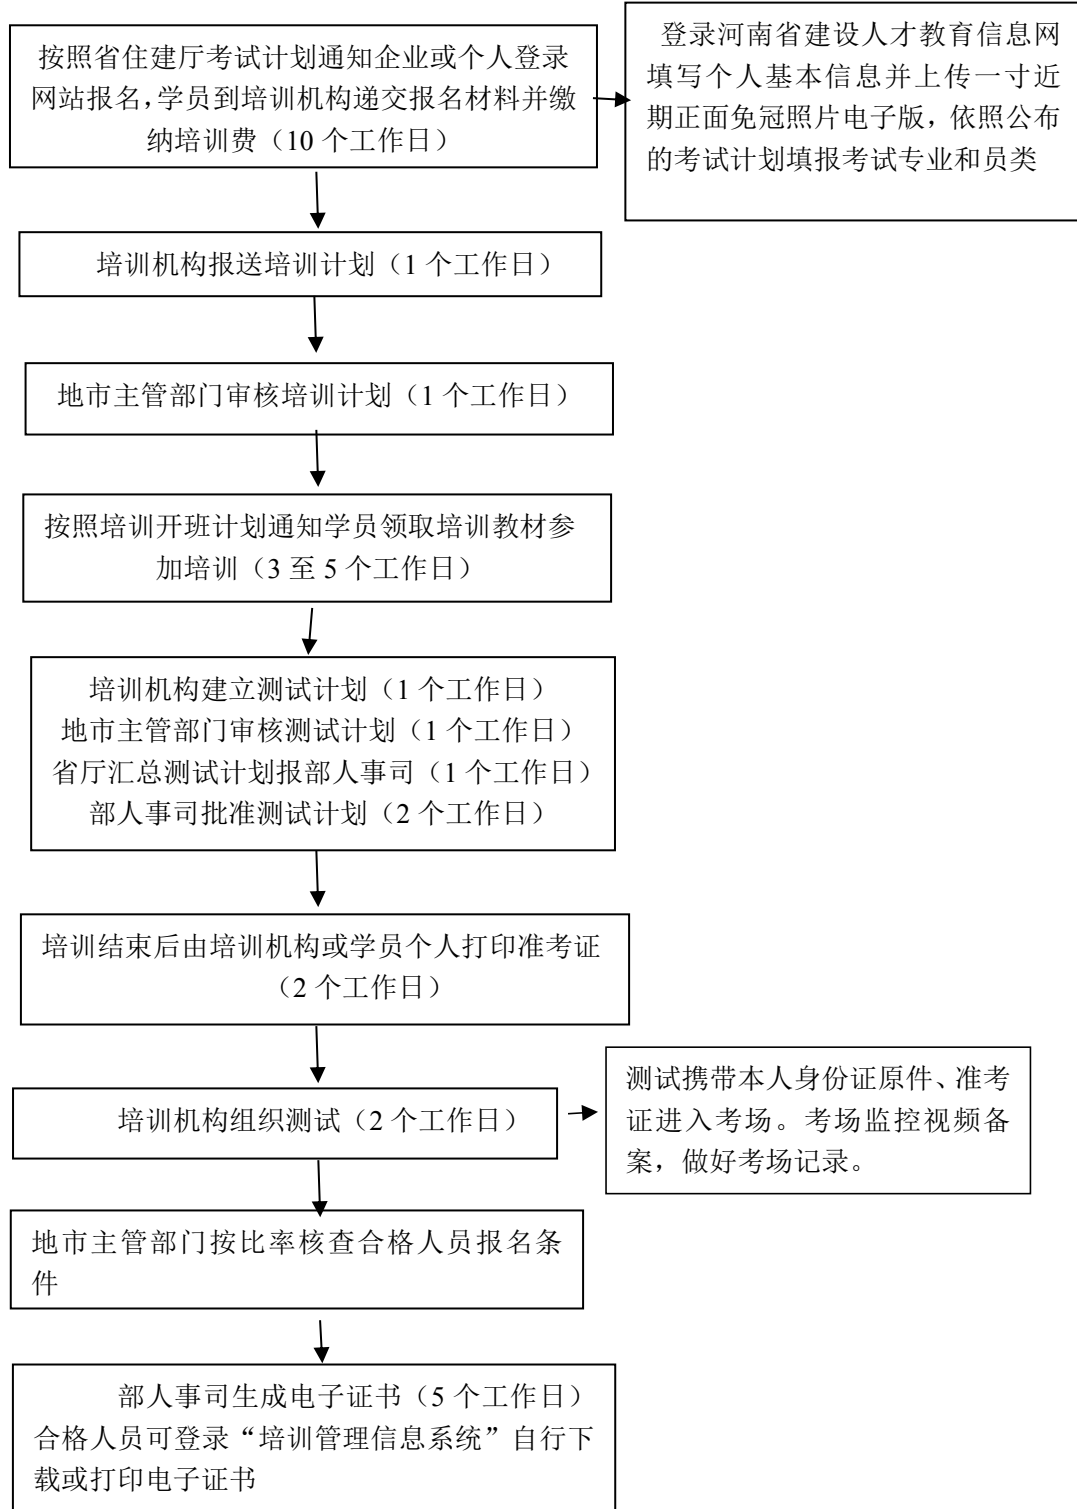 按照省住建厅考试计划通知企业或个人登录
网站报名，学员到培训机构递交报名材料并缴
纳培训费（10 个工作日）
登录河南省建设人才教育信息网
填写个人基本信息并上传一寸近
期正面免冠照片电子版，依照公布
的考试计划填报考试专业和员类
培训机构报送培训计划（1 个工作日）
地市主管部门审核培训计划（1 个工作日）
按照培训开班计划通知学员领取培训教材参
加培训（3 至 5 个工作日）
培训机构建立测试计划（1 个工作日）
地市主管部门审核测试计划（1 个工作日）
省厅汇总测试计划报部人事司（1 个工作日）
部人事司批准测试计划（2 个工作日）
培训结束后由培训机构或学员个人打印准考证
（2 个工作日）
培训机构组织测试（2 个工作日）
测试携带本人身份证原件、准考
证进入考场。考场监控视频备
案，做好考场记录。
地市主管部门按比率核查合格人员报名条
件
部人事司生成电子证书（5 个工作日）
合格人员可登录“培训管理信息系统”自行下
载或打印电子证书